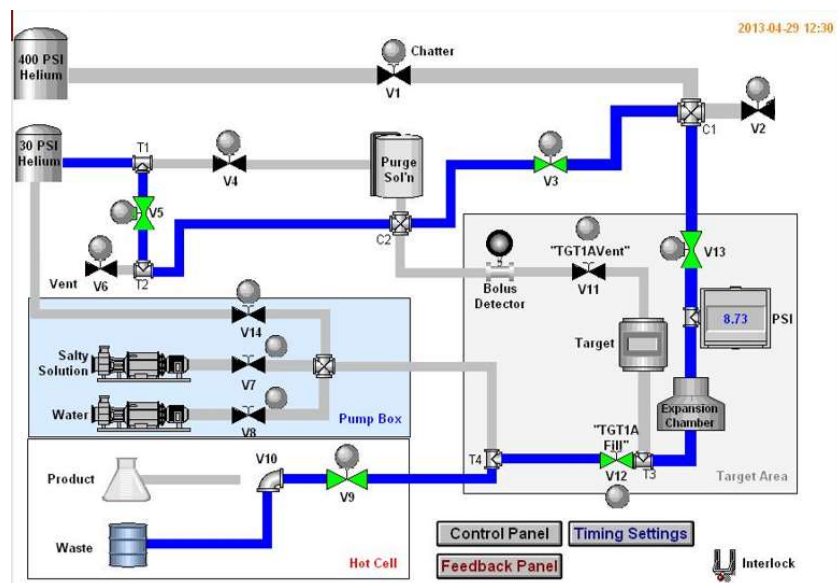 2013-04-29 12:30
400 PSI
Helium
Chatter
V1
C1
V2
30 PSI
Helium
T1
V4
Purge
Sol'n
V3
V5
C2
V6
T2
Vent
"TGT1AVent"
V13
Bolus
Detector
V11
8.73
PSI
V14
Target
Salty
Solution
V7
Expansion
Chamber
Water
V8
Pump Box
"TGT1A
Fill"
V10
T4
V12
T3
Target Area
Product
V9
Waste
Hot Cell
Control Panel
Timing Settings
Feedback Panel
Interlock